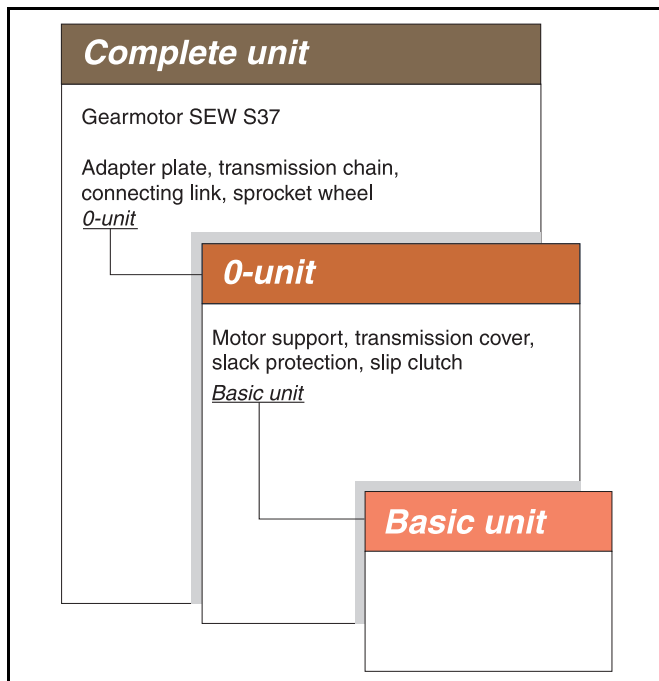 Complete unit
Gearmotor SEW S37
Adapter plate, transmission chain,
connecting link, sprocket wheel
0-unit
0-unit
Motor support, transmission cover,
slack protection, slip clutch
Basic unit
Basic unit